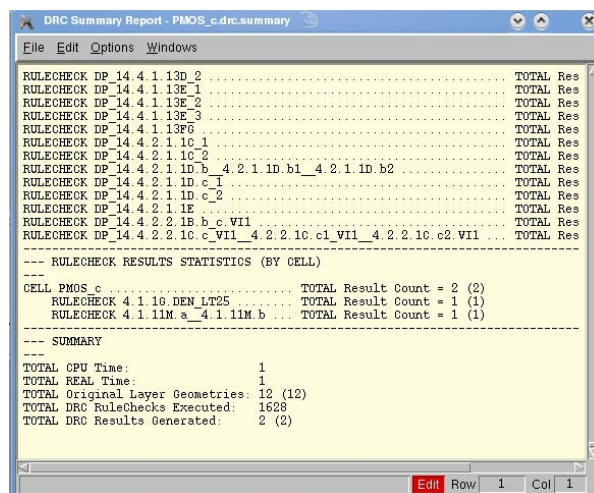 DRC Summary Report - PMOS_c.drc.summary
File Edit Options Windows
RULECHECK DP_14.4.1.13D_2 ........................................ TOTAL Res
RULECHECK DP_14.4.1.13E_1 ........................................ TOTAL Res
RULECHECK DP_14.4.1.13E_2 ........................................ TOTAL Res
RULECHECK DP_14.4.1.13E_3 ........................................ TOTAL Res
RULECHECK DP_14.4.1.13FG ......................................... TOTAL Res
RULECHECK DP_14.4.2.1.1C_1 ....................................... TOTAL Res
RULECHECK DP_14.4.2.1.1C_2 ....................................... TOTAL Res
RULECHECK DP_14.4.2.1.1D.b__4.2.1.1D.b1__4.2.1.1D.b2 ............. TOTAL Res
RULECHECK DP_14.4.2.1.1D.c_1 ..................................... TOTAL Res
RULECHECK DP_14.4.2.1.1D.c_2 ..................................... TOTAL Res
RULECHECK DP_14.4.2.1.1E ......................................... TOTAL Res
RULECHECK DP_14.4.2.2.1B.b_c.VI1 ................................. TOTAL Res
RULECHECK DP_14.4.2.2.1C.c_VI1__4.2.2.1C.c1_VI1__4.2.2.1C.c2.VI1 ... TOTAL Res
--- RULECHECK RESULTS STATISTICS (BY CELL)
---
CELL PMOS_c ......................... TOTAL Result Count = 2 (2)
RULECHECK 4.1.1G.DEN_LT25 ....... TOTAL Result Count = 1 (1)
RULECHECK 4.1.11M.a__4.1.11M.b ... TOTAL Result Count = 1 (1)
--- SUMMARY
---
TOTAL CPU Time: 1
TOTAL REAL Time: 1
TOTAL Original Layer Geometries: 12 (12)
TOTAL DRC RuleChecks Executed: 1628
TOTAL DRC Results Generated: 2 (2)
Edit Row 1 Col 1